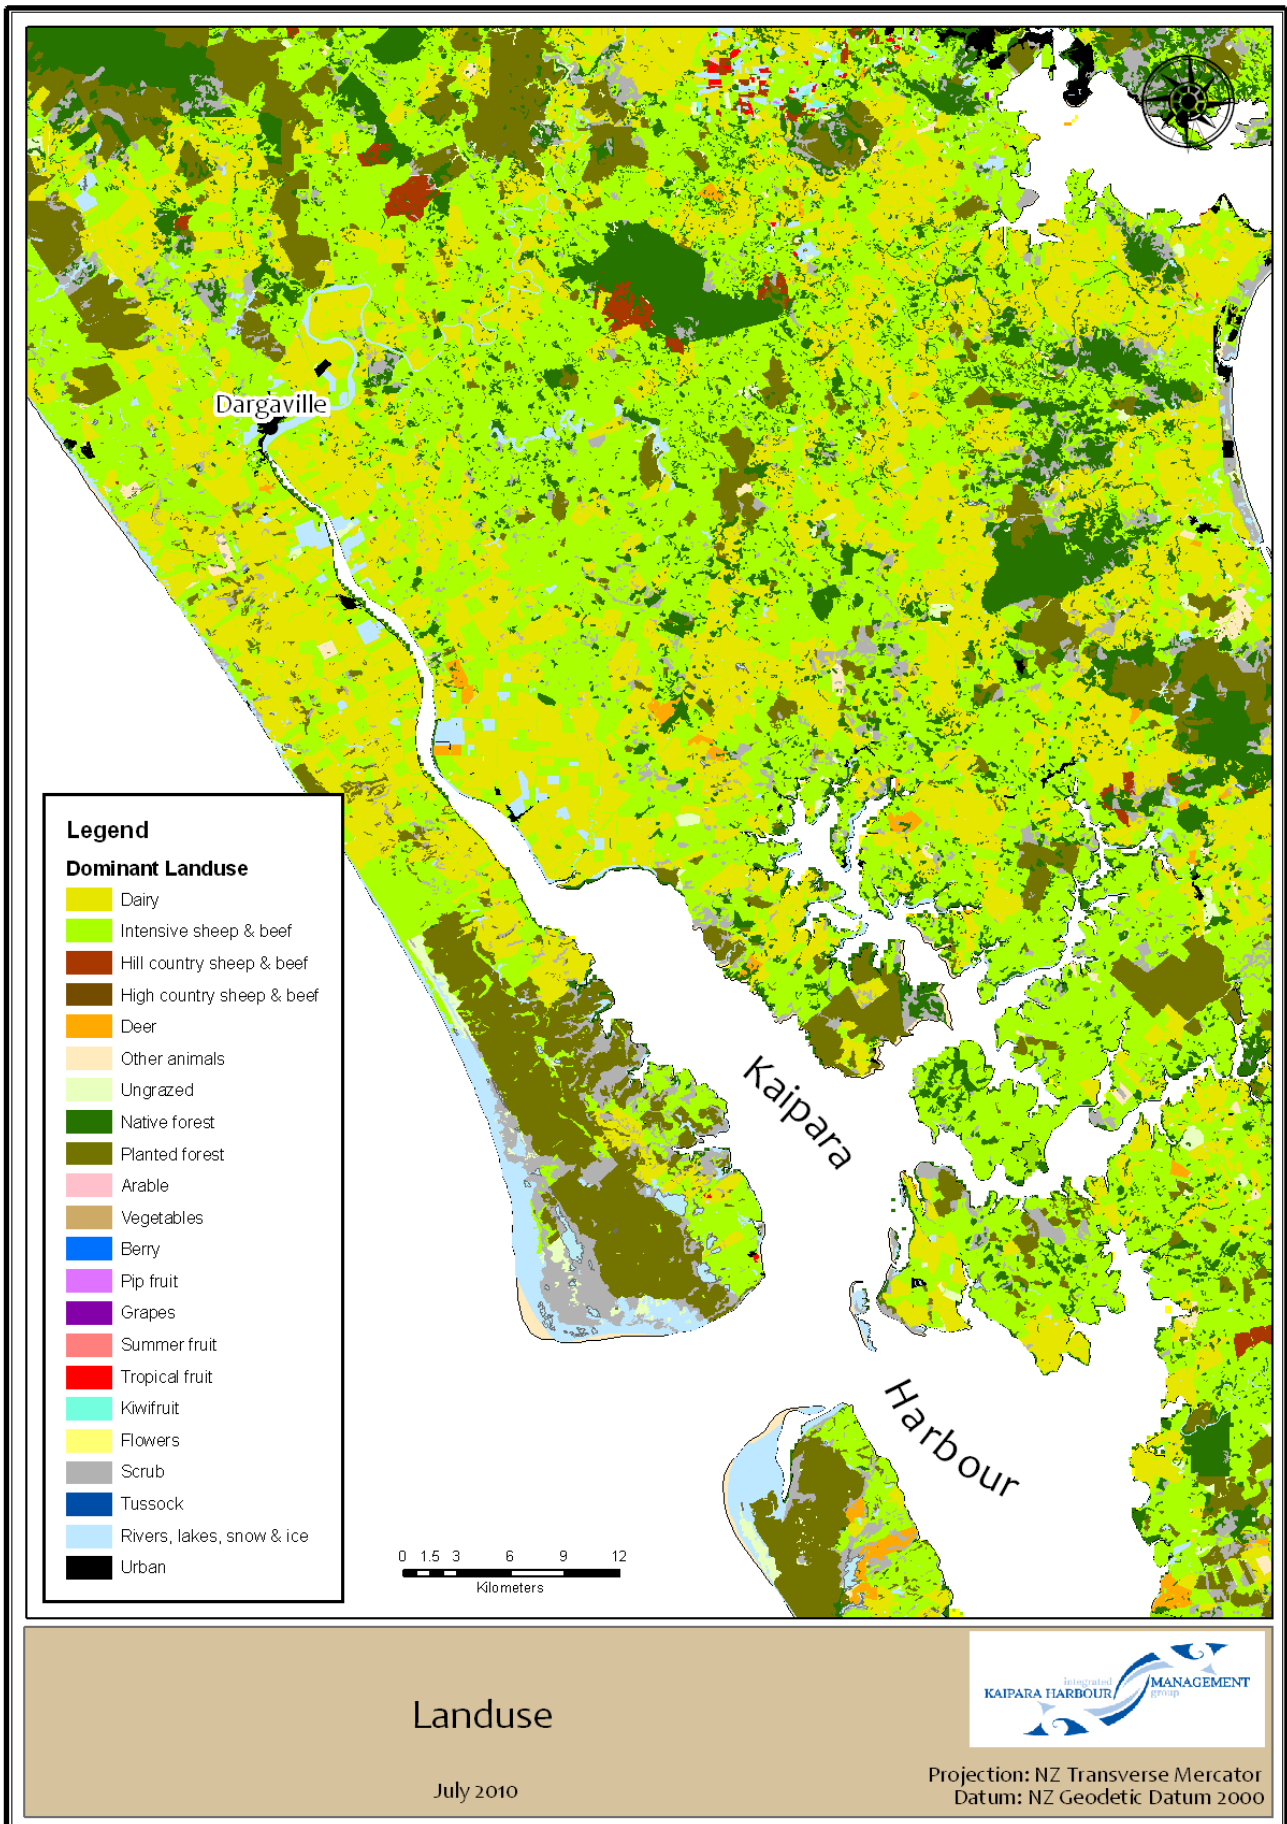 Dargaville
Kaipara
Harbour
Legend
Dominant Landuse
Dairy
Intensive sheep & beef
Hill country sheep & beef
High country sheep & beef
Deer
Other animals
Ungrazed
Native forest
Planted forest
Arable
Vegetables
Berry
Pip fruit
Grapes
Summer fruit
Tropical fruit
Kiwifruit
Flowers
Scrub
Tussock
Rivers, lakes, snow & ice
Urban
0 1.5 3 6 9 12
Kilometers
Landuse
July 2010
integrated
KAIPARA HARBOUR MANAGEMENT
group
Projection: NZ Transverse Mercator
Datum: NZ Geodetic Datum 2000